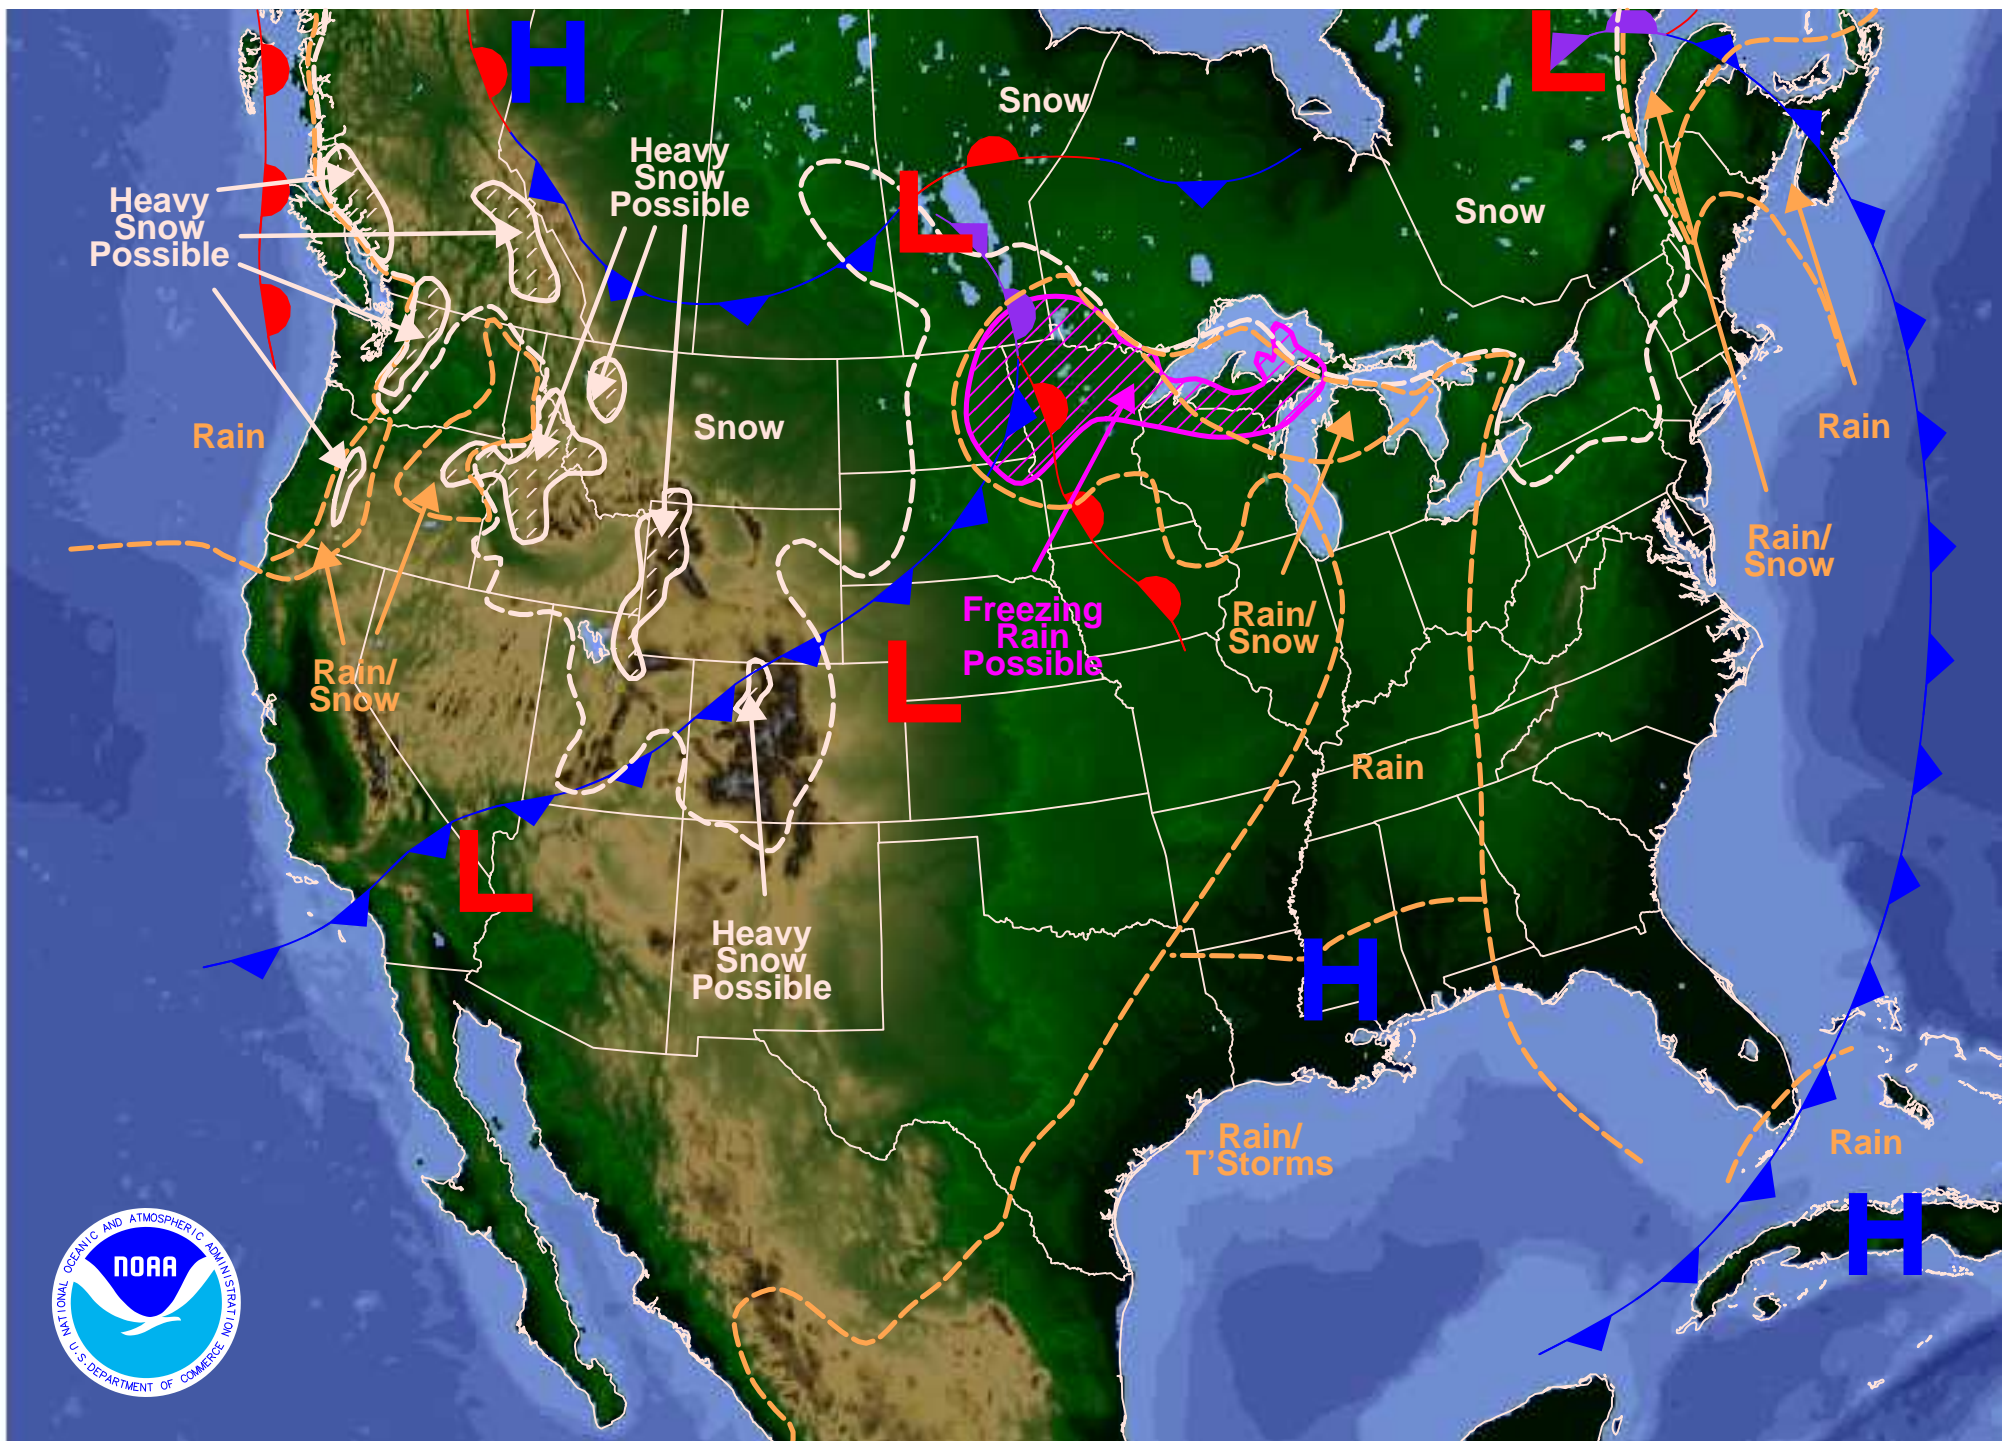 H
L
Snow
Heavy
Snow
Possible
Heavy
Snow
Possible
L
Snow
Rain
Snow
Rain
Rain/
Snow
Freezing
Rain
Possible
Rain/
Snow
Rain/
Snow
L
Rain
L
Heavy
Snow
Possible
H
Rain/
T'Storms
Rain
H
NATIONAL OCEANIC AND ATMOSPHERIC ADMINISTRATION
NOAA
U.S. DEPARTMENT OF COMMERCE